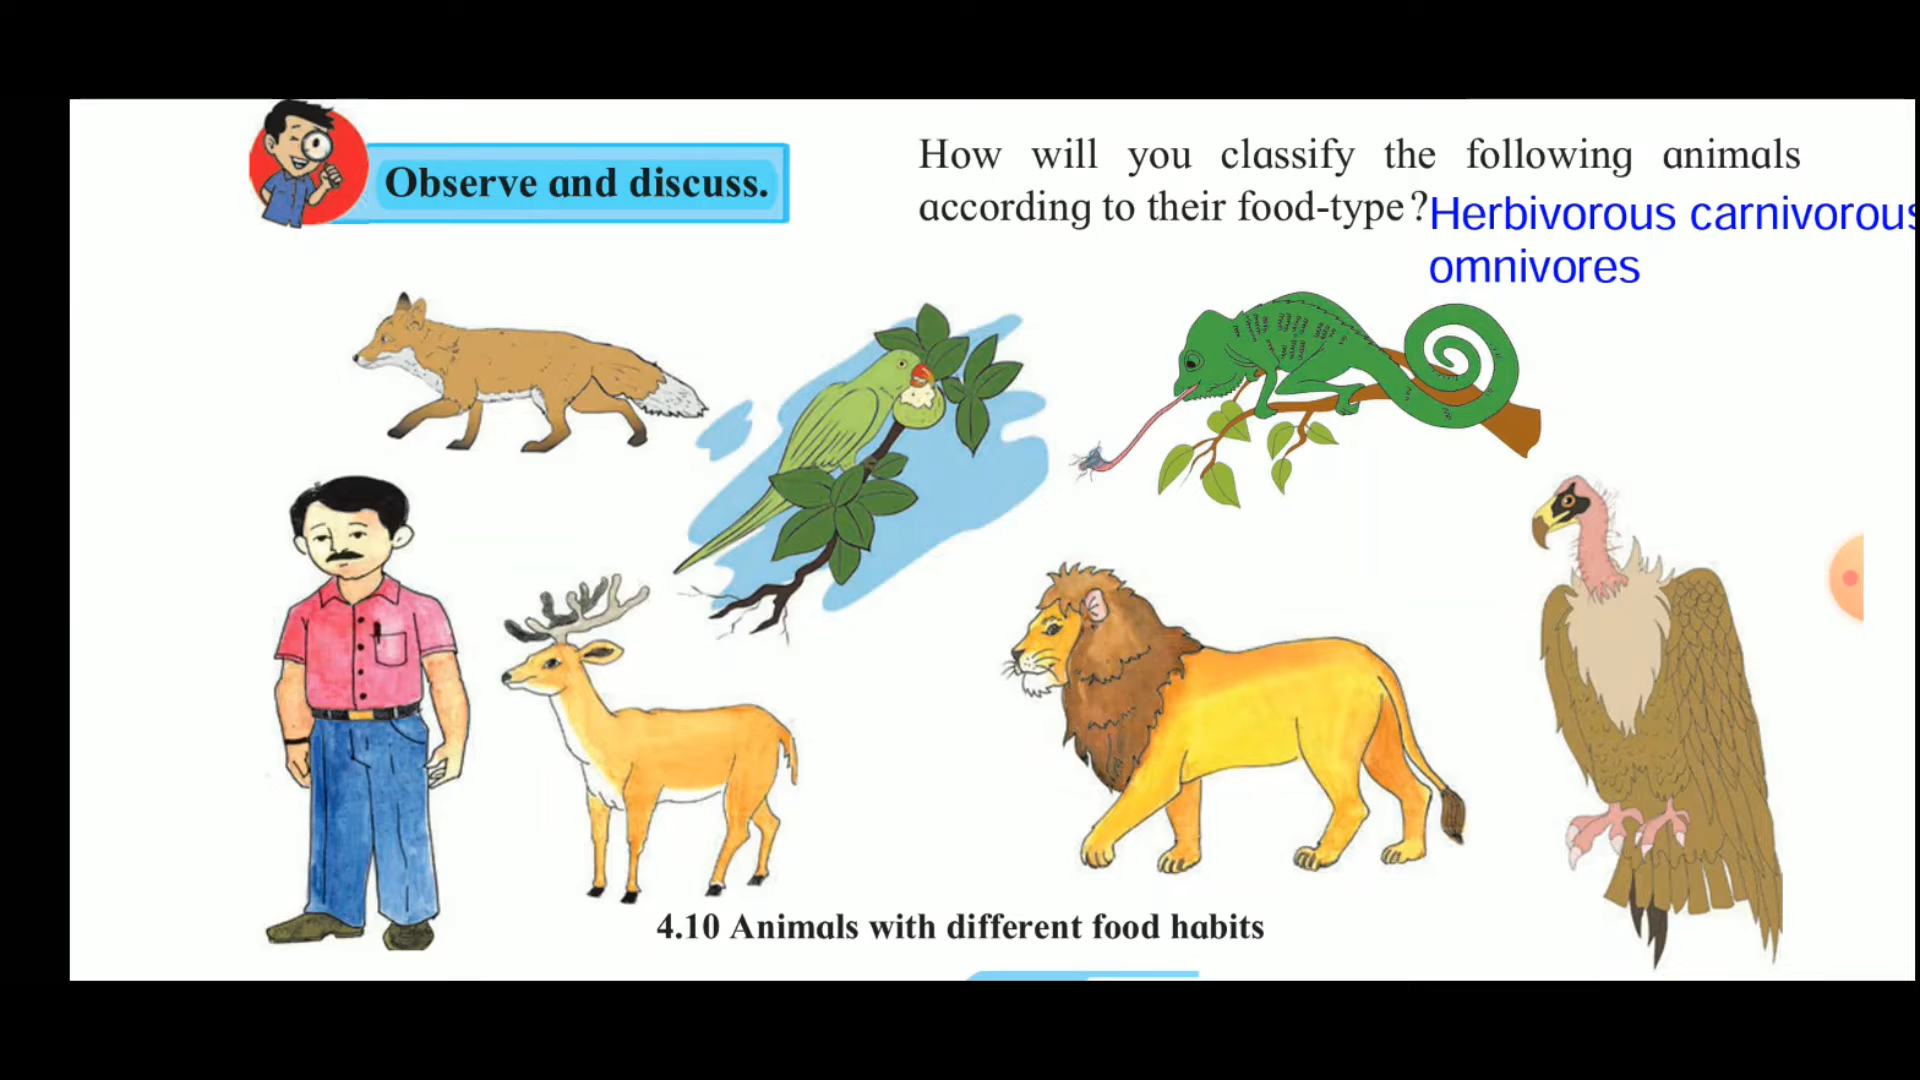 Observe and discuss.
How will you classify the following animals
according to their food-type?
Herbivorous carnivorous
omnivores
4.10 Animals with different food habits